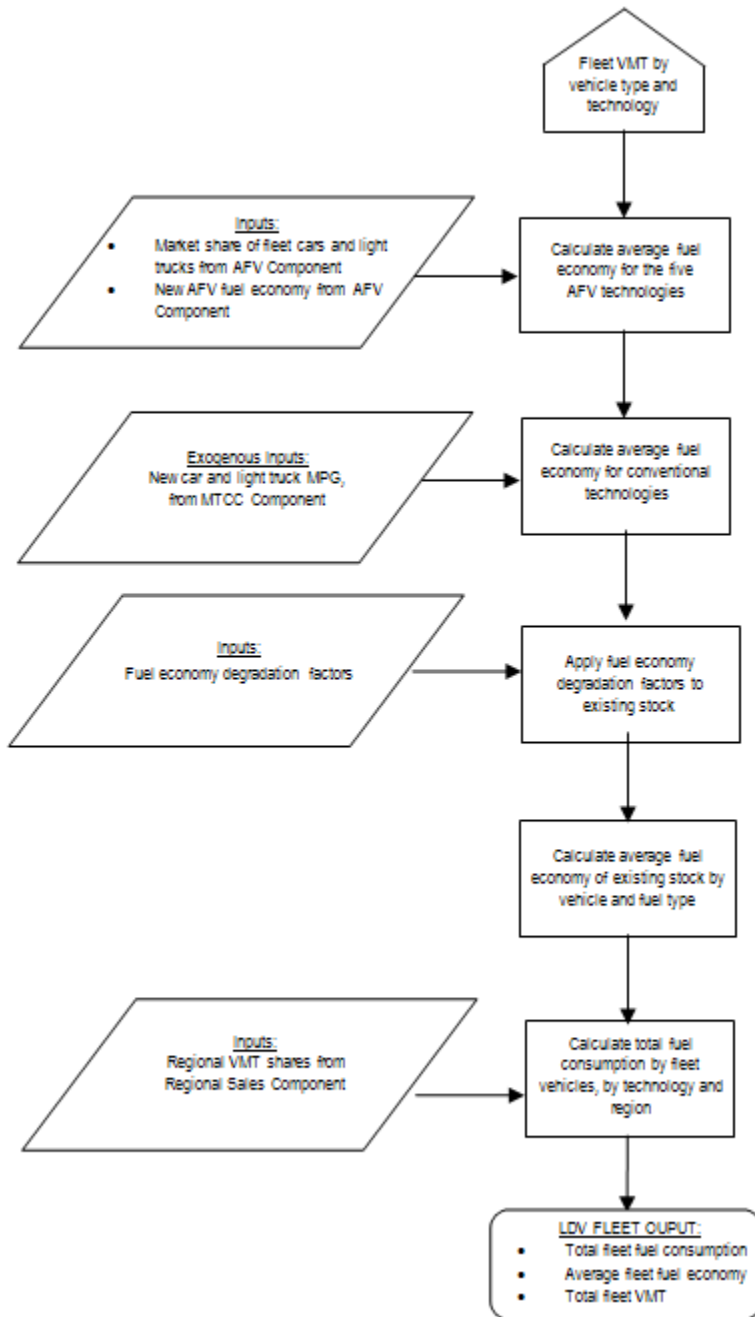 Fleet VMT by
vehicle type and
technology
Inputs:
• Market share of fleet cars and light
trucks from AFV Component
• New AFV fuel economy from AFV
Component
Calculate average fuel
economy for the five
AFV technologies
Exogenous Inputs:
New car and light truck MPG,
from MTCC Component
Calculate average fuel
economy for conventional
technologies
Inputs:
Fuel economy degradation factors
Apply fuel economy
degradation factors to
existing stock
Calculate average fuel
economy of existing stock by
vehicle and fuel type
Inputs:
Regional VMT shares from
Regional Sales Component
Calculate total fuel
consumption by fleet
vehicles, by technology and
region
LDV FLEET OUPUT:
• Total fleet fuel consumption
• Average fleet fuel economy
• Total fleet VMT